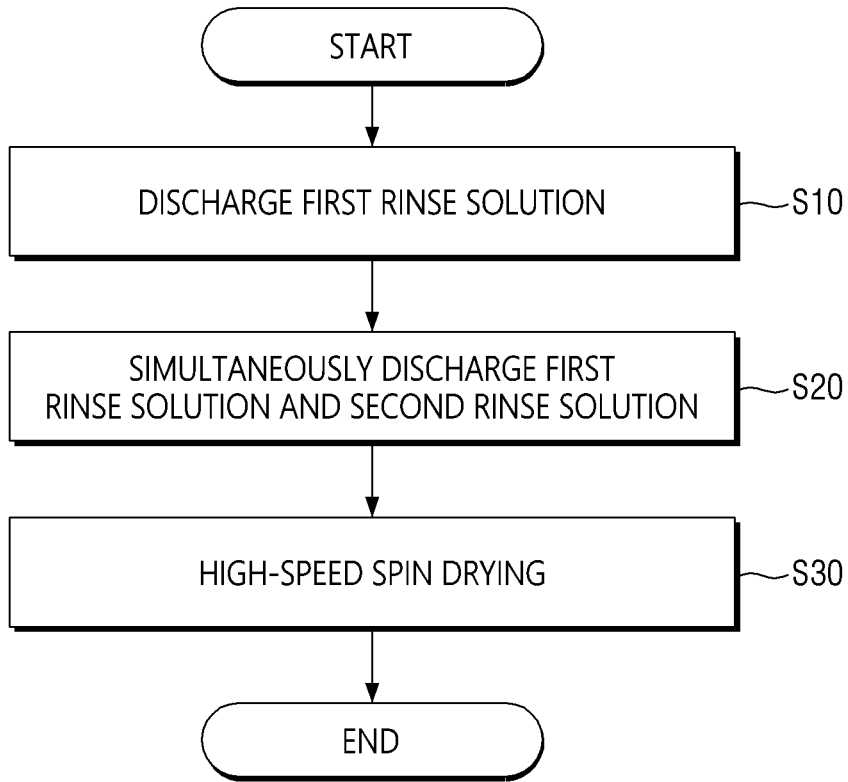 START
DISCHARGE FIRST RINSE SOLUTION
S10
SIMULTANEOUSLY DISCHARGE FIRST
RINSE SOLUTION AND SECOND RINSE SOLUTION
S20
HIGH-SPEED SPIN DRYING
S30
END